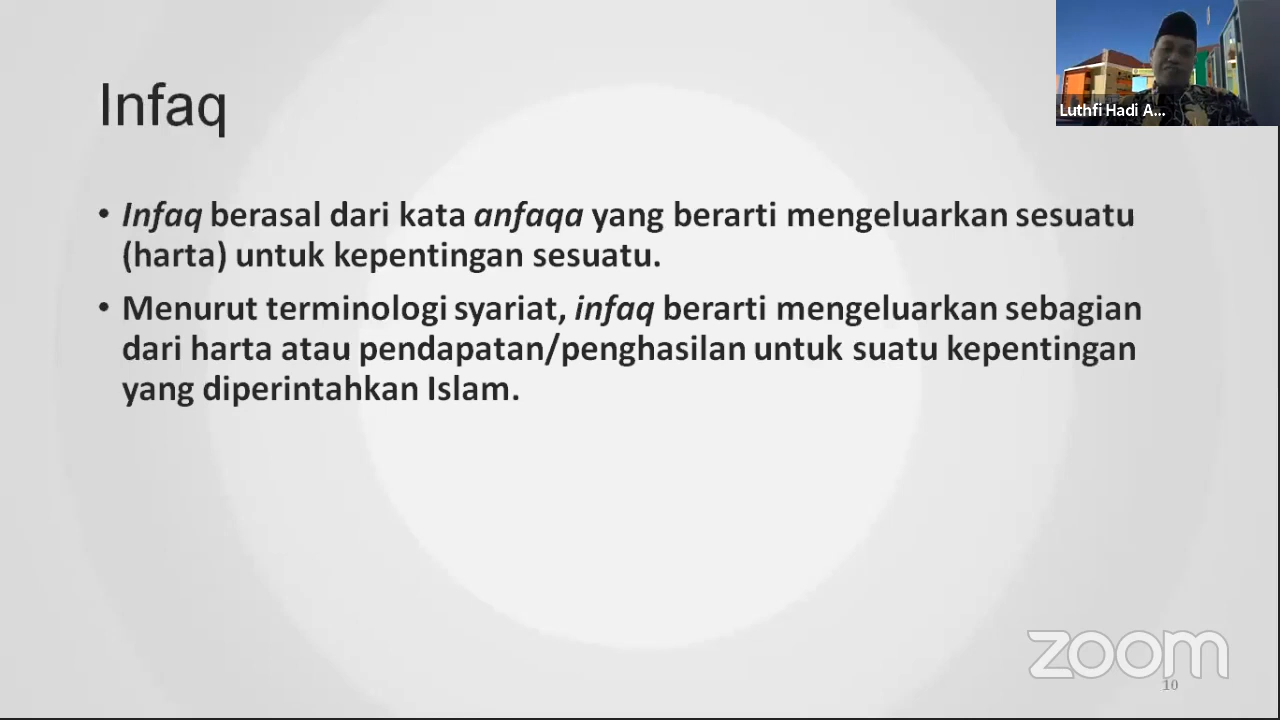 Infaq
Luthfi Hadi A...
• Infaq berasal dari kata anfaqa yang berarti mengeluarkan sesuatu
(harta) untuk kepentingan sesuatu.
• Menurut terminologi syariat, infaq berarti mengeluarkan sebagian
dari harta atau pendapatan/penghasilan untuk suatu kepentingan
yang diperintahkan Islam.
zoom
10